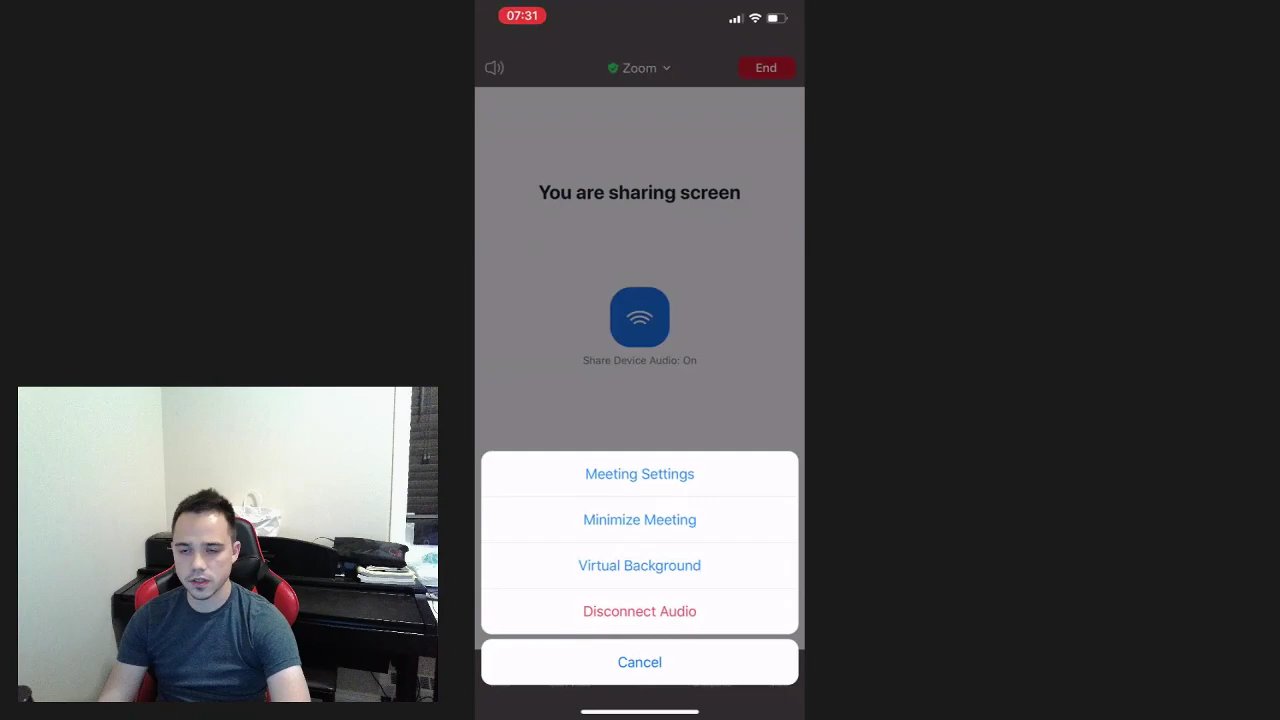 07:31
Zoom
End
You are sharing screen
Share Device Audio: On
Meeting Settings
Minimize Meeting
Virtual Background
Disconnect Audio
Cancel